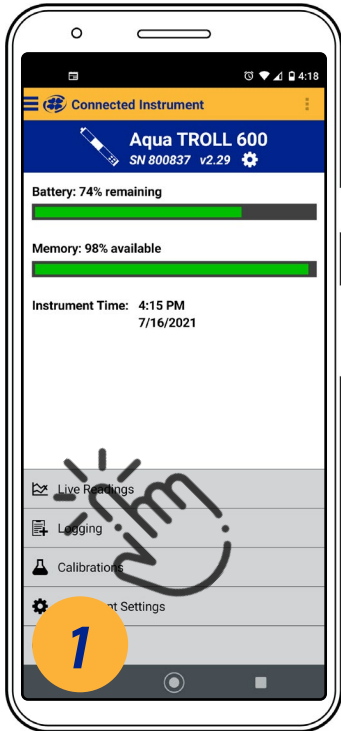 4:18
Connected Instrument
Aqua TROLL 600
SN 800837 v2.29
Battery: 74% remaining
Memory: 98% available
Instrument Time: 4:15 PM
7/16/2021
Live Readings
Logging
Calibrations
Settings
1